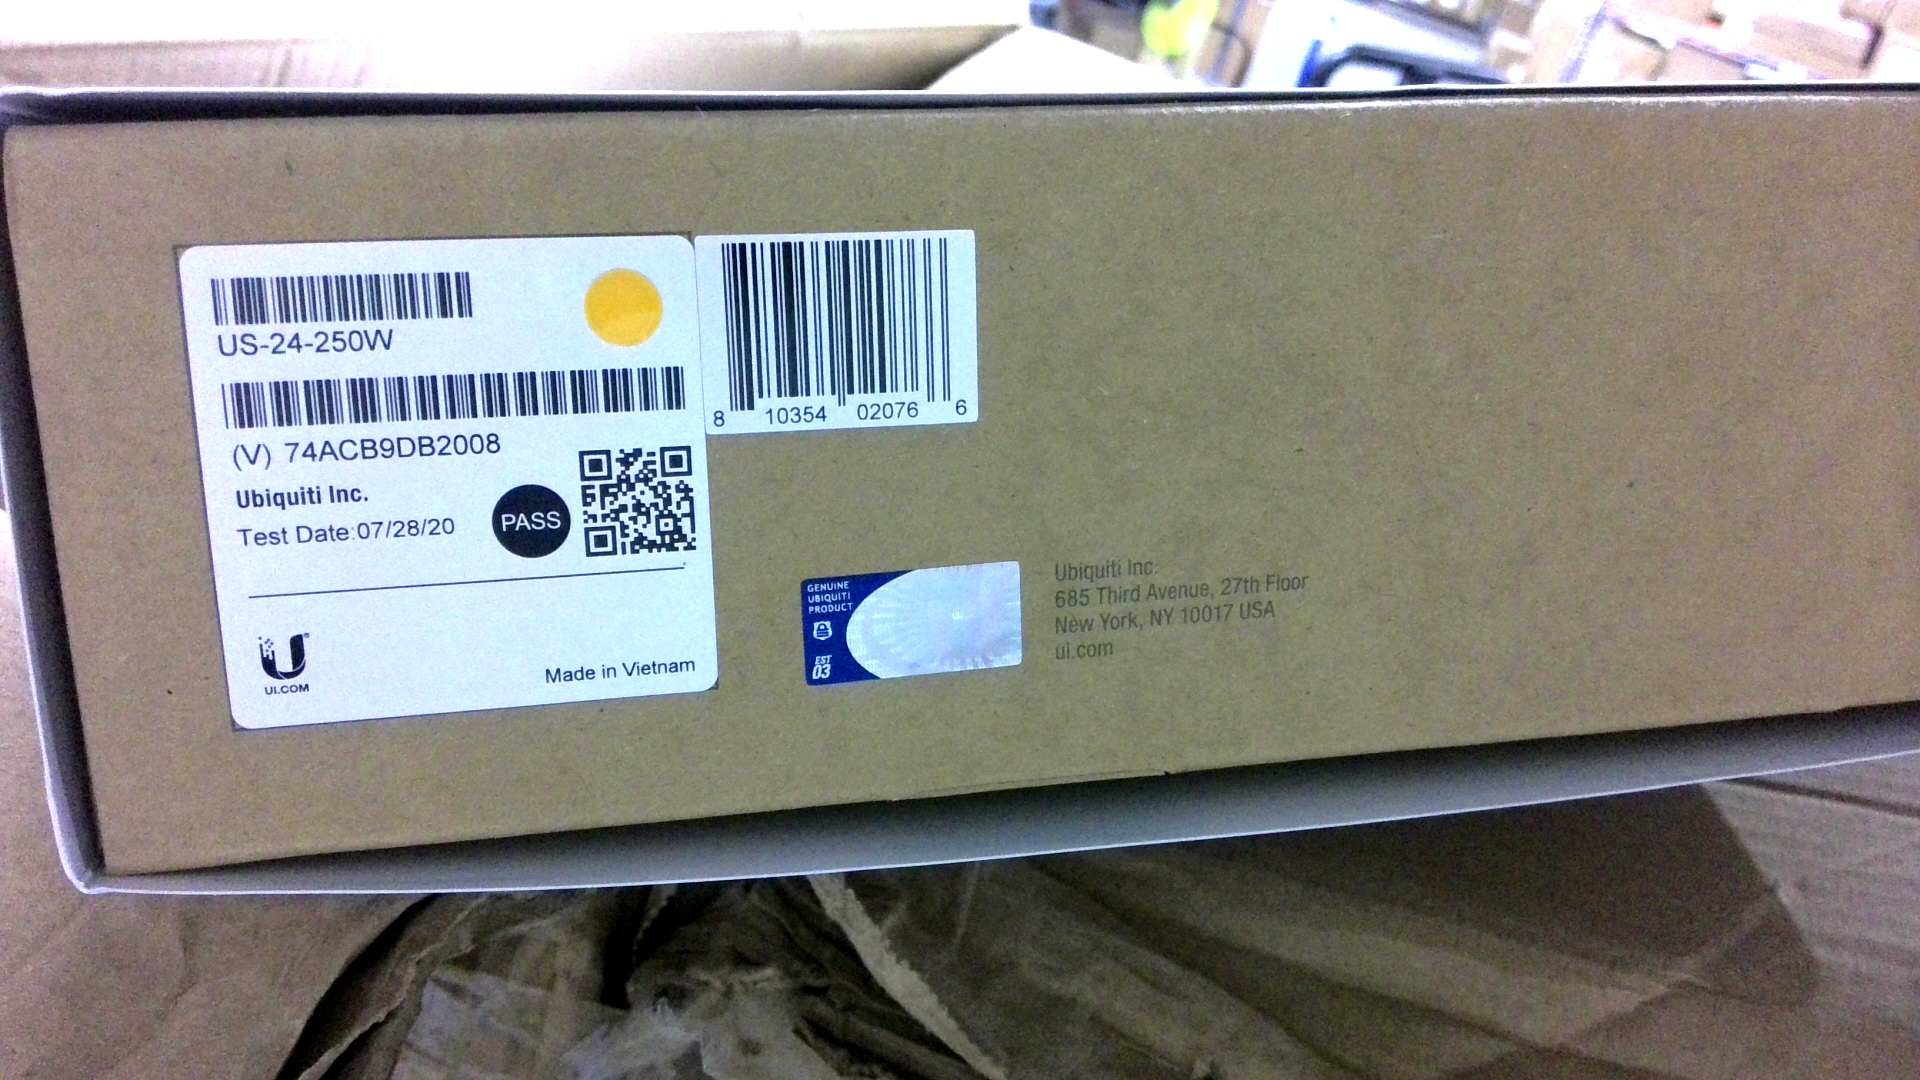 US-24-250W
(V) 74ACB9DB2008
Ubiquiti Inc.
Test Date:07/28/20
PASS
UI.COM
Made in Vietnam
8 10354 02076 6
GENUINE
UBIQUITI
PRODUCT
EST
03
Ubiquiti Inc.
685 Third Avenue, 27th Floor
New York, NY 10017 USA
ui.com